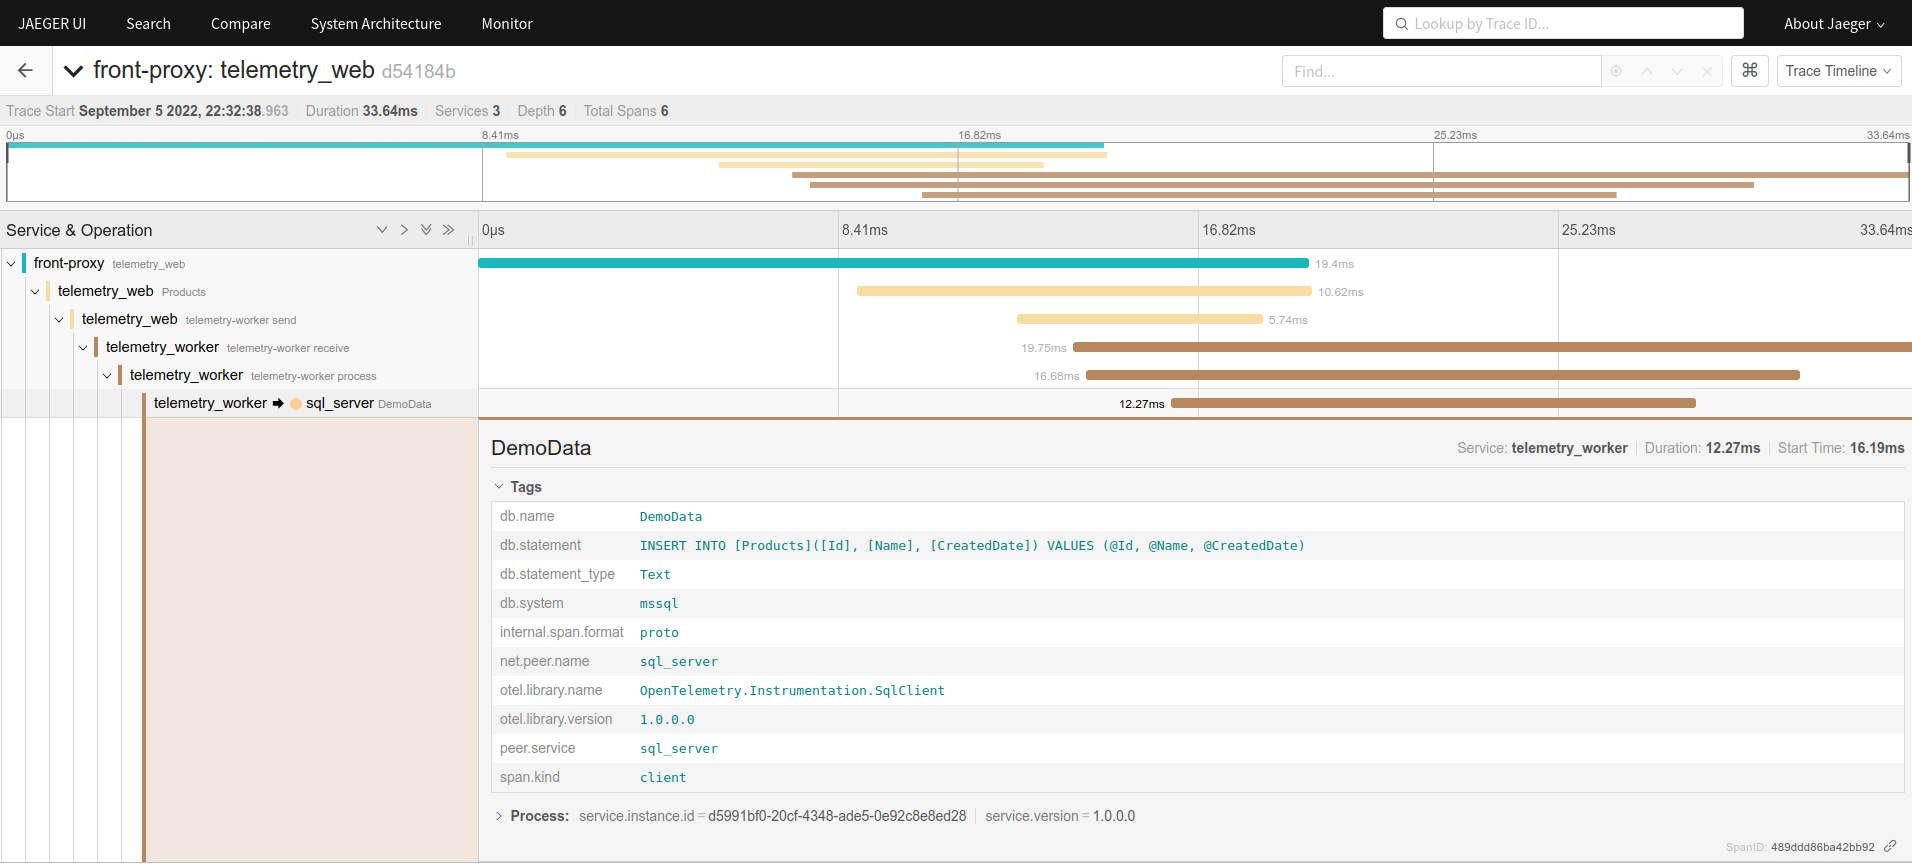 JAEGER UI Search Compare System Architecture Monitor Lookup by Trace ID... About Jaeger
front-proxy: telemetry_web d54184b Find... ⌘ Trace Timeline
Trace Start September 5 2022, 22:32:38.963 Duration 33.64ms Services 3 Depth 6 Total Spans 6
0μs 8.41ms 16.82ms 25.23ms 33.64ms
Service & Operation 0μs 8.41ms 16.82ms 25.23ms 33.64ms
front-proxy telemetry_web 19.4ms
telemetry_web Products 10.62ms
telemetry_web telemetry-worker send 5.74ms
telemetry_worker telemetry-worker receive 19.75ms
telemetry_worker telemetry-worker process 16.68ms
telemetry_worker sql_server DemoData 12.27ms
DemoData Service: telemetry_worker Duration: 12.27ms Start Time: 16.19ms
Tags
db.name DemoData
db.statement INSERT INTO [Products]([Id], [Name], [CreatedDate]) VALUES (@Id, @Name, @CreatedDate)
db.statement_type Text
db.system mssql
internal.span.format proto
net.peer.name sql_server
otel.library.name OpenTelemetry.Instrumentation.SqlClient
otel.library.version 1.0.0.0
peer.service sql_server
span.kind client
Process: service.instance.id = d5991bf0-20cf-4348-ade5-0e92c8e8ed28 service.version = 1.0.0.0
SpanID: 489ddd86ba42bb92